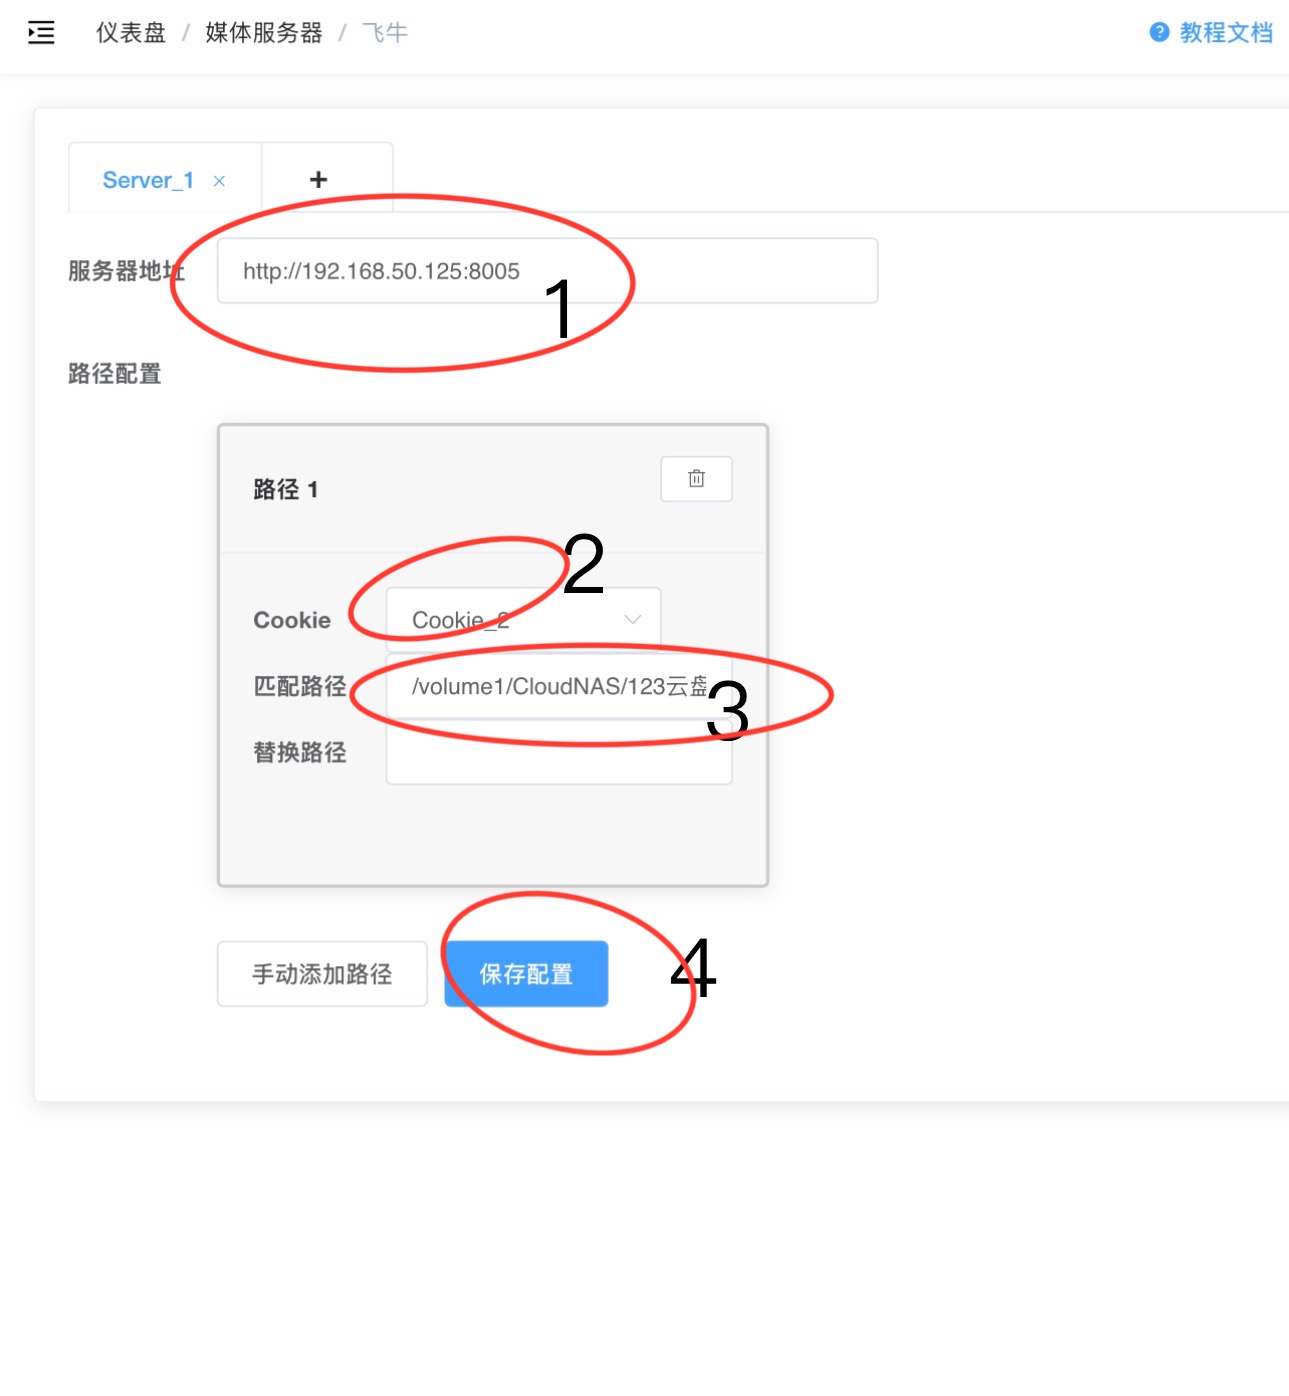 仪表盘 / 媒体服务器 / 飞牛
教程文档
Server_1 × +
服务器地址 http://192.168.50.125:8005
1
路径配置
路径 1
2
Cookie Cookie_2
匹配路径 /volume1/CloudNAS/123云盘
3
替换路径
手动添加路径 保存配置 4